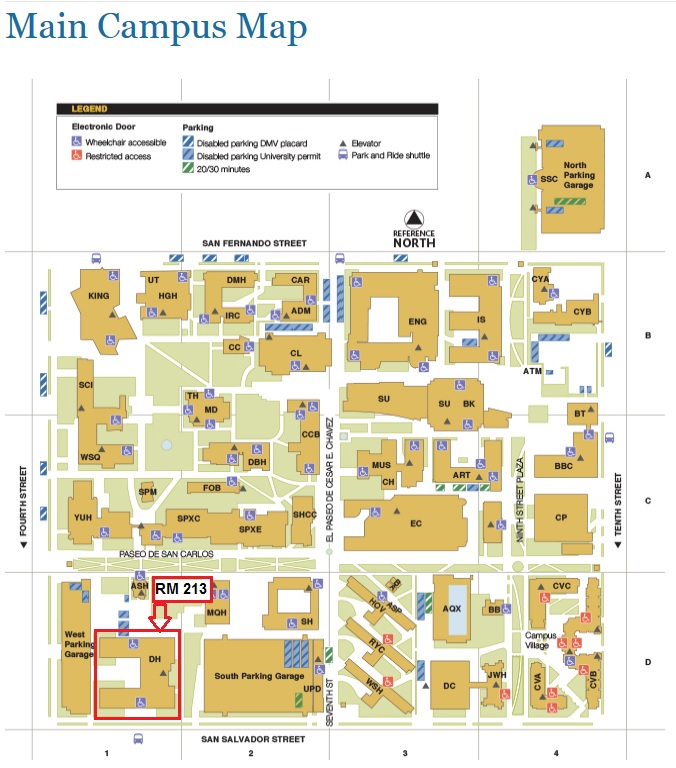 Main Campus Map
LEGEND
Electronic Door
Wheelchair accessible
Restricted access
Parking
Disabled parking DMV placard
Disabled parking University permit
20/30 minutes
Elevator
Park and Ride shuttle
REFERENCE
NORTH
SSC
North
Parking
Garage
A
SAN FERNANDO STREET
KING
UT
HGH
DMH
IRC
CAR
ADM
CC
CL
ENG
IS
CYA
CYB
B
ATM
SCI
TH
MD
SU
SU
BK
BT
WSQ
DBH
CCB
MUS
CH
ART
BBC
SPM
FOB
YUH
SPXC
SPXE
SHCC
EC
CP
C
FOURTH STREET
EL PASEO DE CESAR E. CHAVEZ
NINTH STREET PLAZA
TENTH STREET
PASEO DE SAN CARLOS
ASH
RM 213
MQH
SH
West
Parking
Garage
DH
South Parking Garage
UPD
SEVENTH ST
HOV
ASP
RYC
WSH
AQX
BB
DC
JWH
CVC
Campus
Village
CVA
CVB
D
SAN SALVADOR STREET
1
2
3
4